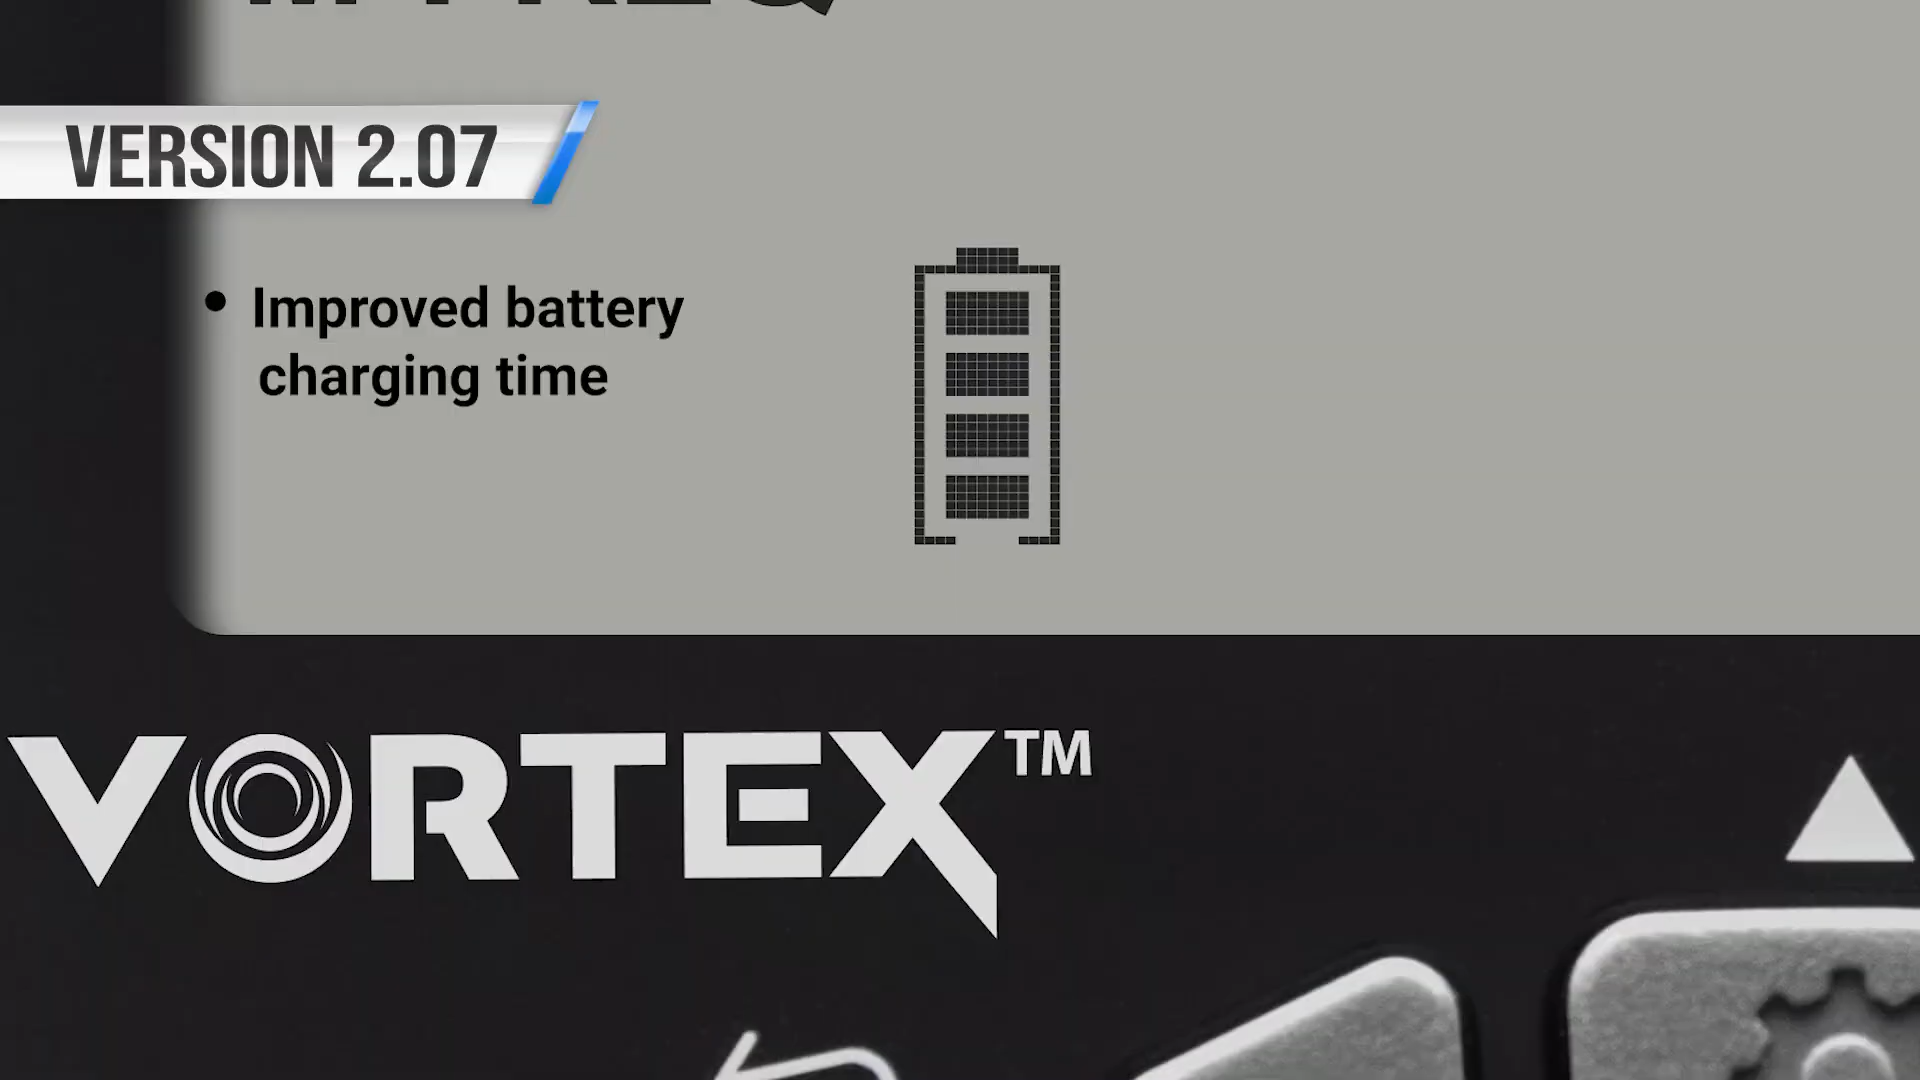 VERSION 2.07
• Improved battery
charging time
VORTEX™